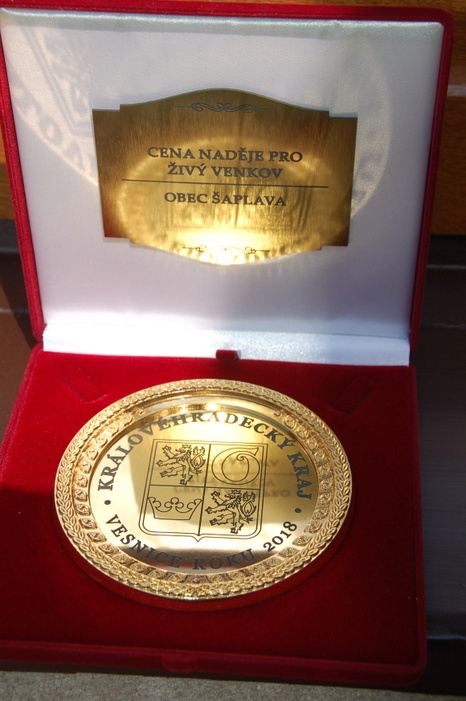 CENA NADĚJE PRO
ŽIVÝ VENKOV
OBEC ŠAPLAVA
• KRÁLOVÉHRADECKÝ KRAJ •
VESNICE ROKU 2018